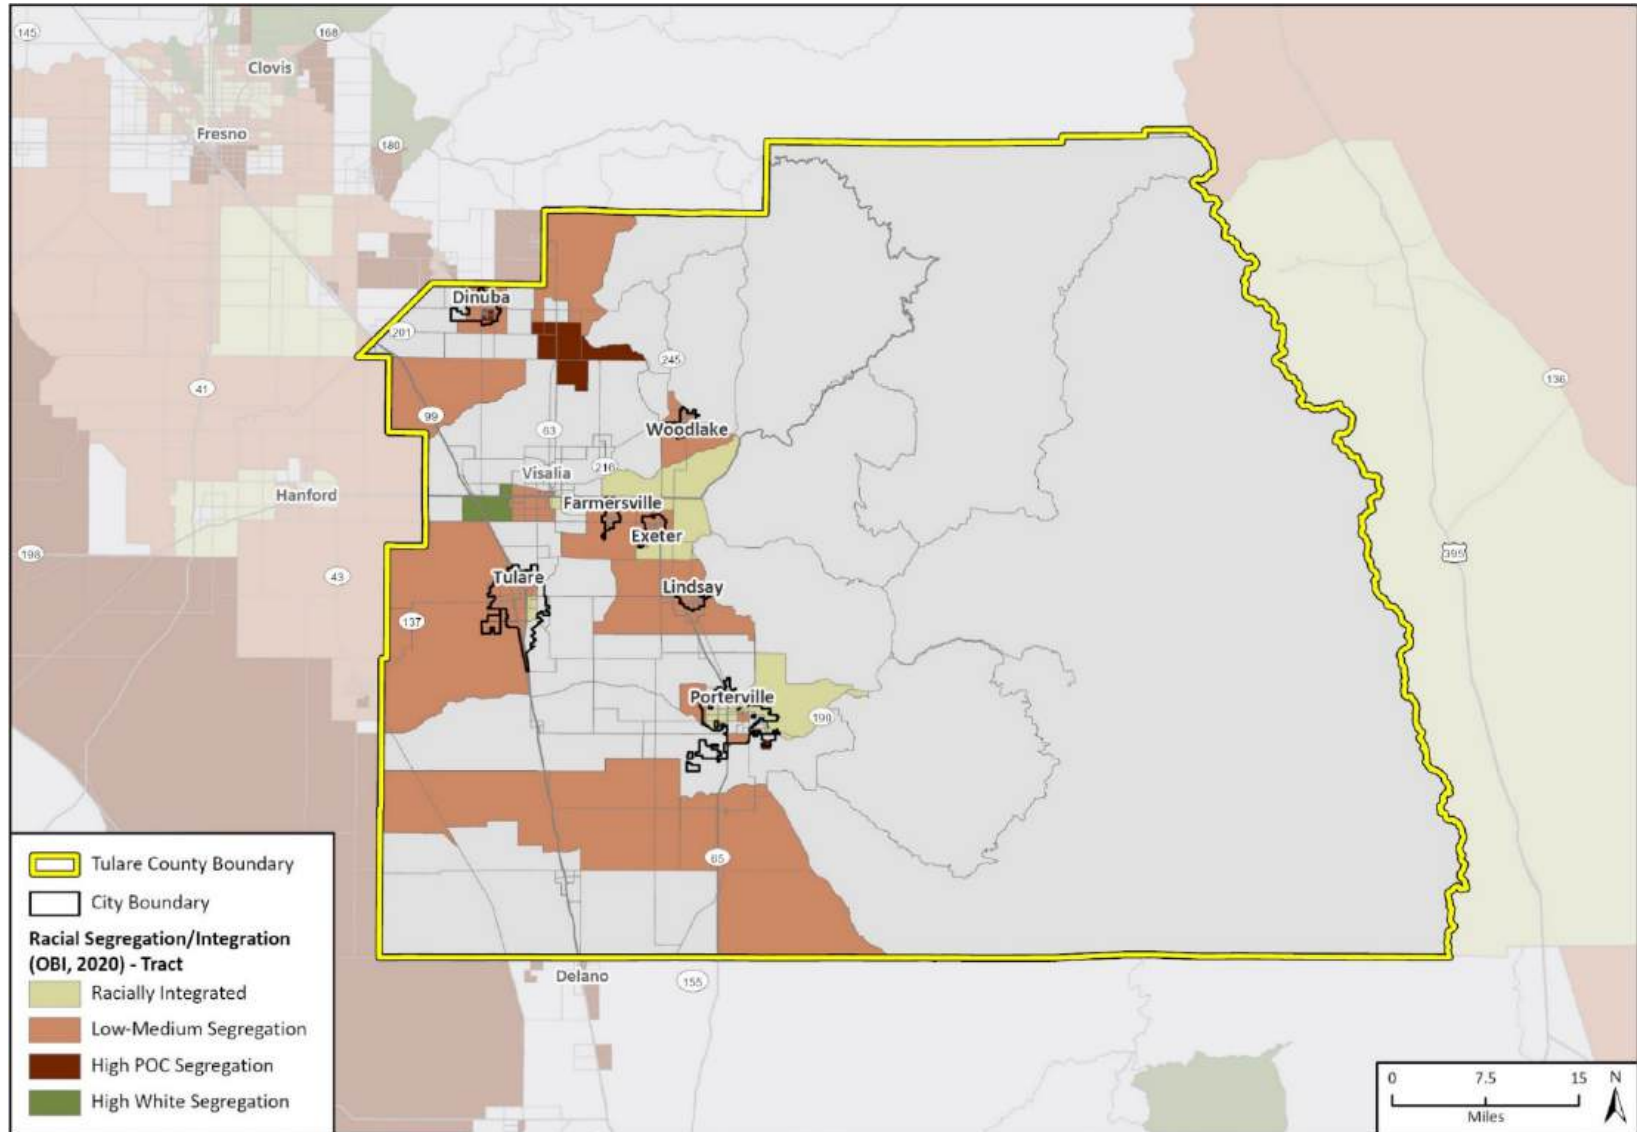 145
168
Clovis
Fresno
180
Dinuba
201
245
41
99
136
63
Woodlake
Visalia
216
Hanford
Farmersville
Exeter
198
395
43
Tulare
Lindsay
137
Porterville
190
65
Delano
155
Tulare County Boundary
City Boundary
Racial Segregation/Integration
(OBI, 2020) - Tract
Racially Integrated
Low-Medium Segregation
High POC Segregation
High White Segregation
0 7.5 15 N
Miles